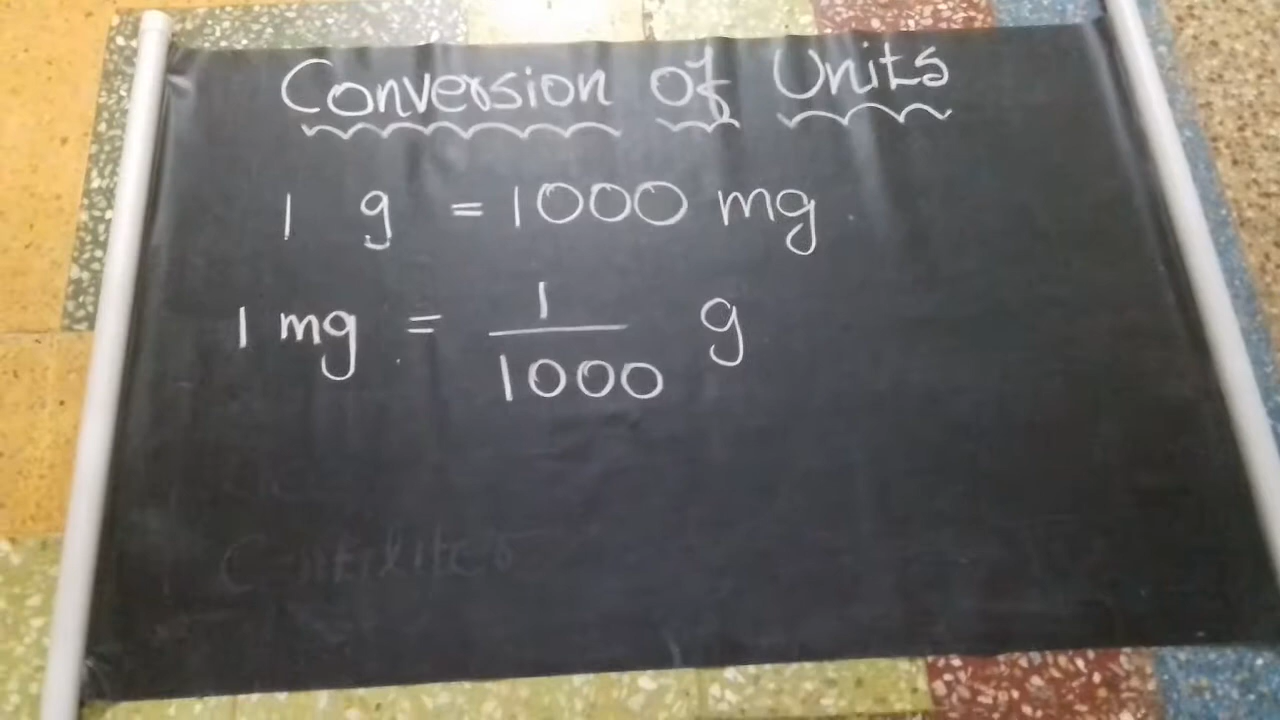 Conversion of Units
1 g = 1000 mg
1 mg = 1/1000 g